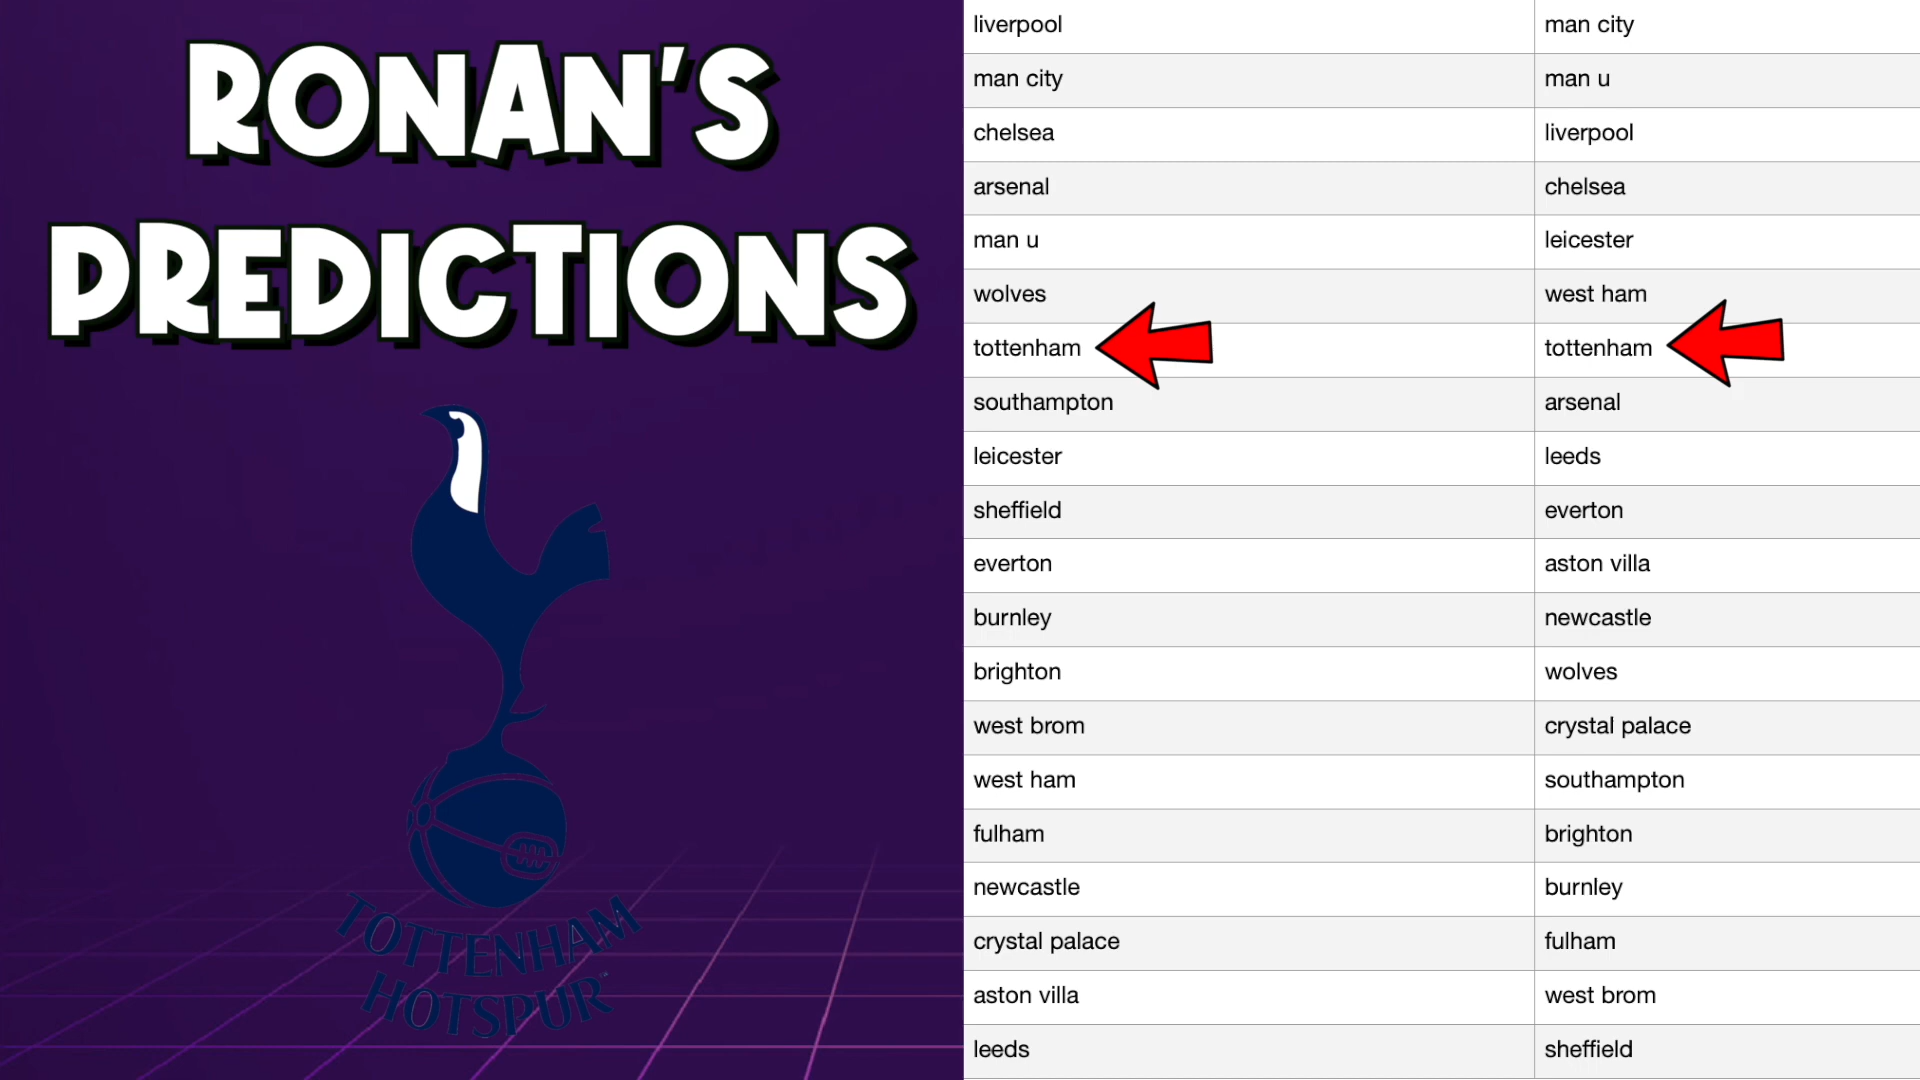 RONAN'S
PREDICTIONS
TOTTENHAM
HOTSPUR
liverpool man city
man city man u
chelsea liverpool
arsenal chelsea
man u leicester
wolves west ham
tottenham tottenham
southampton arsenal
leicester leeds
sheffield everton
everton aston villa
burnley newcastle
brighton wolves
west brom crystal palace
west ham southampton
fulham brighton
newcastle burnley
crystal palace fulham
aston villa west brom
leeds sheffield